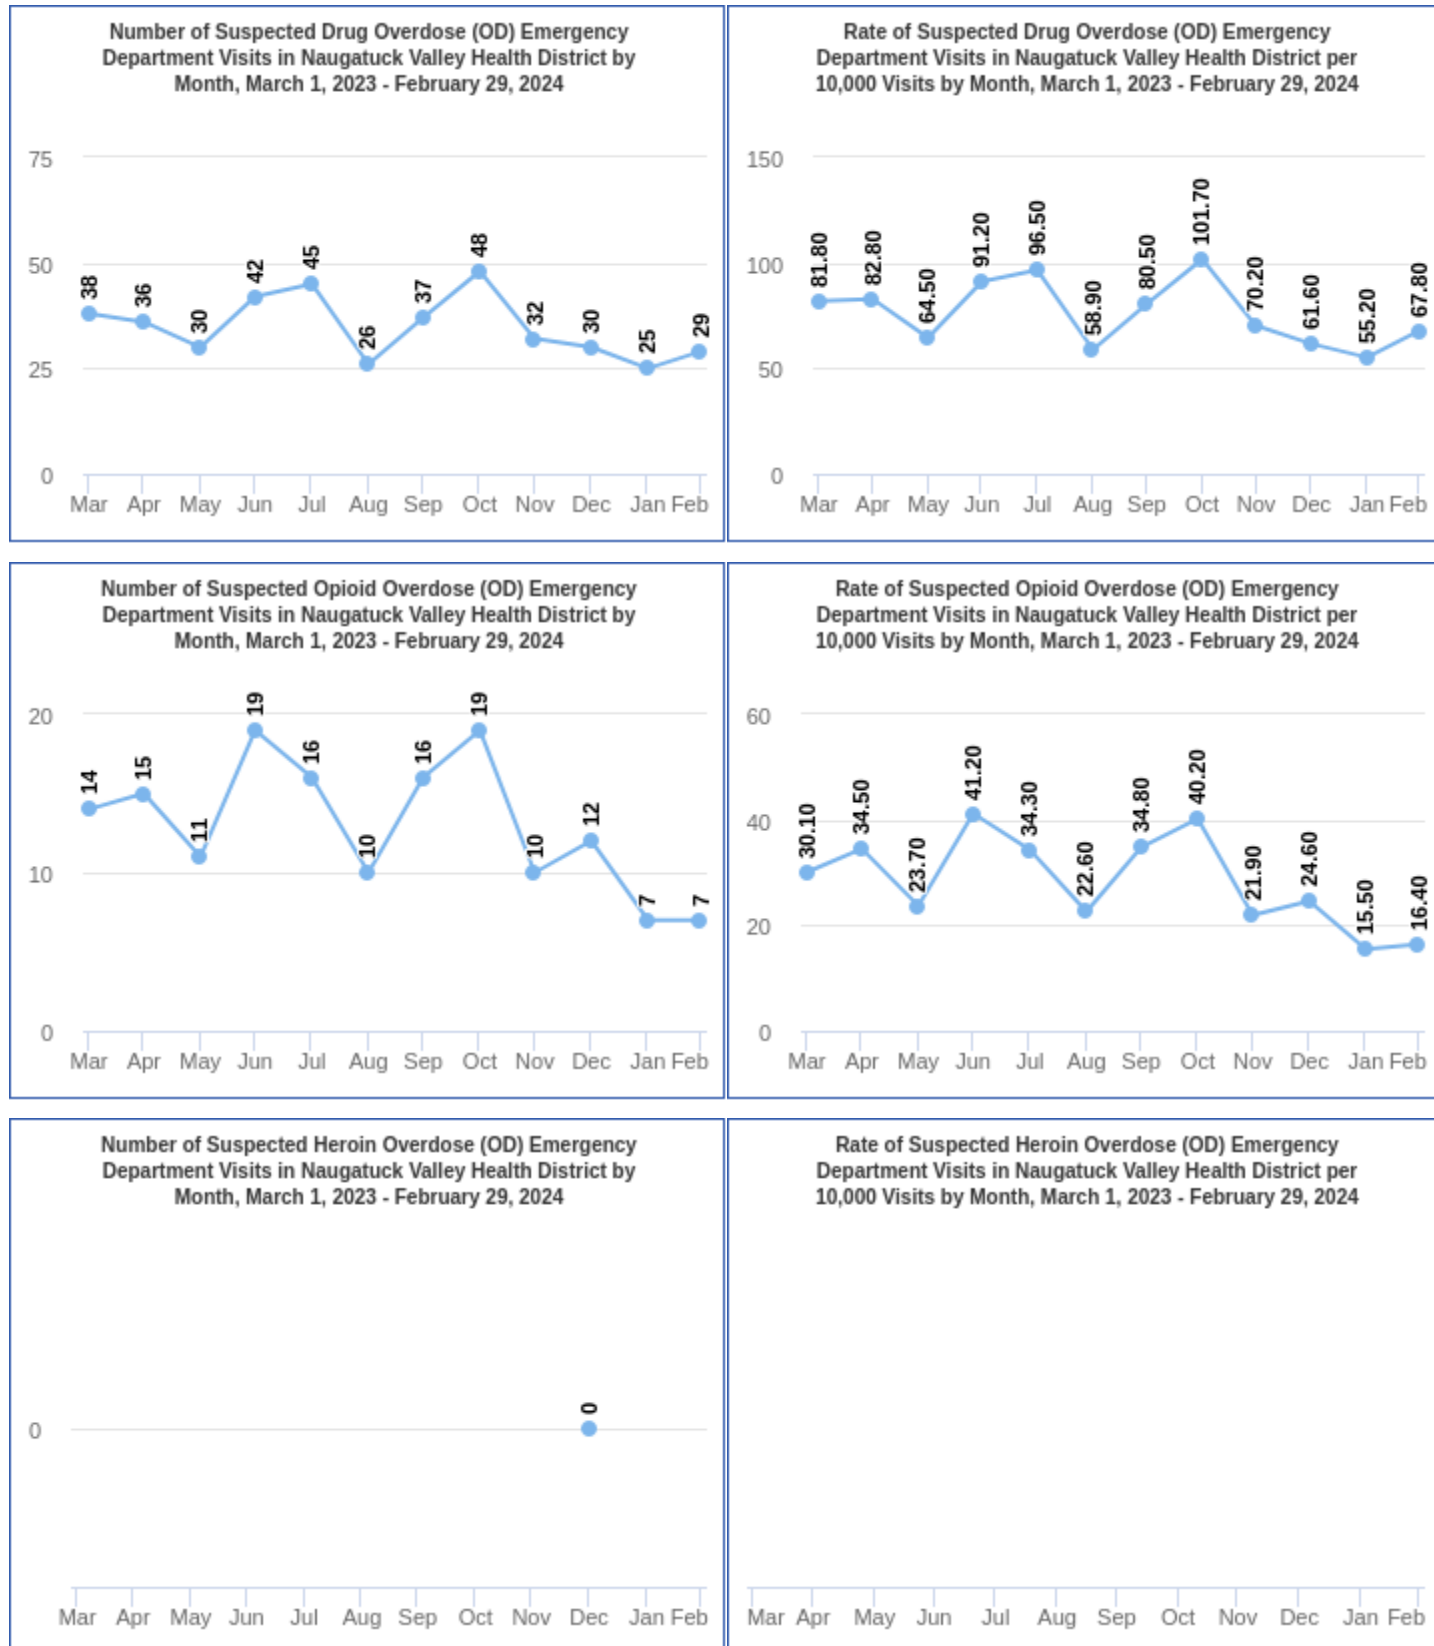 Number of Suspected Drug Overdose (OD) Emergency
Department Visits in Naugatuck Valley Health District by
Month, March 1, 2023 - February 29, 2024
75
50
25
0
38
36
30
42
45
26
37
48
32
30
25
29
Mar Apr May Jun Jul Aug Sep Oct Nov Dec Jan Feb
Rate of Suspected Drug Overdose (OD) Emergency
Department Visits in Naugatuck Valley Health District per
10,000 Visits by Month, March 1, 2023 - February 29, 2024
150
100
50
0
81.80
82.80
64.50
91.20
96.50
58.90
80.50
101.70
70.20
61.60
55.20
67.80
Mar Apr May Jun Jul Aug Sep Oct Nov Dec Jan Feb
Number of Suspected Opioid Overdose (OD) Emergency
Department Visits in Naugatuck Valley Health District by
Month, March 1, 2023 - February 29, 2024
20
10
0
14
15
11
19
16
10
16
19
10
12
7
7
Mar Apr May Jun Jul Aug Sep Oct Nov Dec Jan Feb
Rate of Suspected Opioid Overdose (OD) Emergency
Department Visits in Naugatuck Valley Health District per
10,000 Visits by Month, March 1, 2023 - February 29, 2024
60
40
20
0
30.10
34.50
23.70
41.20
34.30
22.60
34.80
40.20
21.90
24.60
15.50
16.40
Mar Apr May Jun Jul Aug Sep Oct Nov Dec Jan Feb
Number of Suspected Heroin Overdose (OD) Emergency
Department Visits in Naugatuck Valley Health District by
Month, March 1, 2023 - February 29, 2024
0
0
Mar Apr May Jun Jul Aug Sep Oct Nov Dec Jan Feb
Rate of Suspected Heroin Overdose (OD) Emergency
Department Visits in Naugatuck Valley Health District per
10,000 Visits by Month, March 1, 2023 - February 29, 2024
Mar Apr May Jun Jul Aug Sep Oct Nov Dec Jan Feb